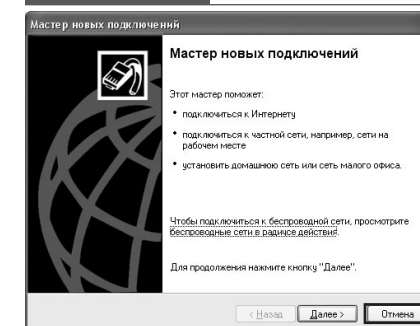 Мастер новых подключений
Мастер новых подключений
Этот мастер поможет:
• подключиться к Интернету
• подключиться к частной сети, например, сети на
рабочем месте
• установить домашнюю сеть или сеть малого офиса.
Чтобы подключиться к беспроводной сети, просмотрите
беспроводные сети в радиусе действия.
Для продолжения нажмите кнопку "Далее".
< Назад
Далее >
Отмена